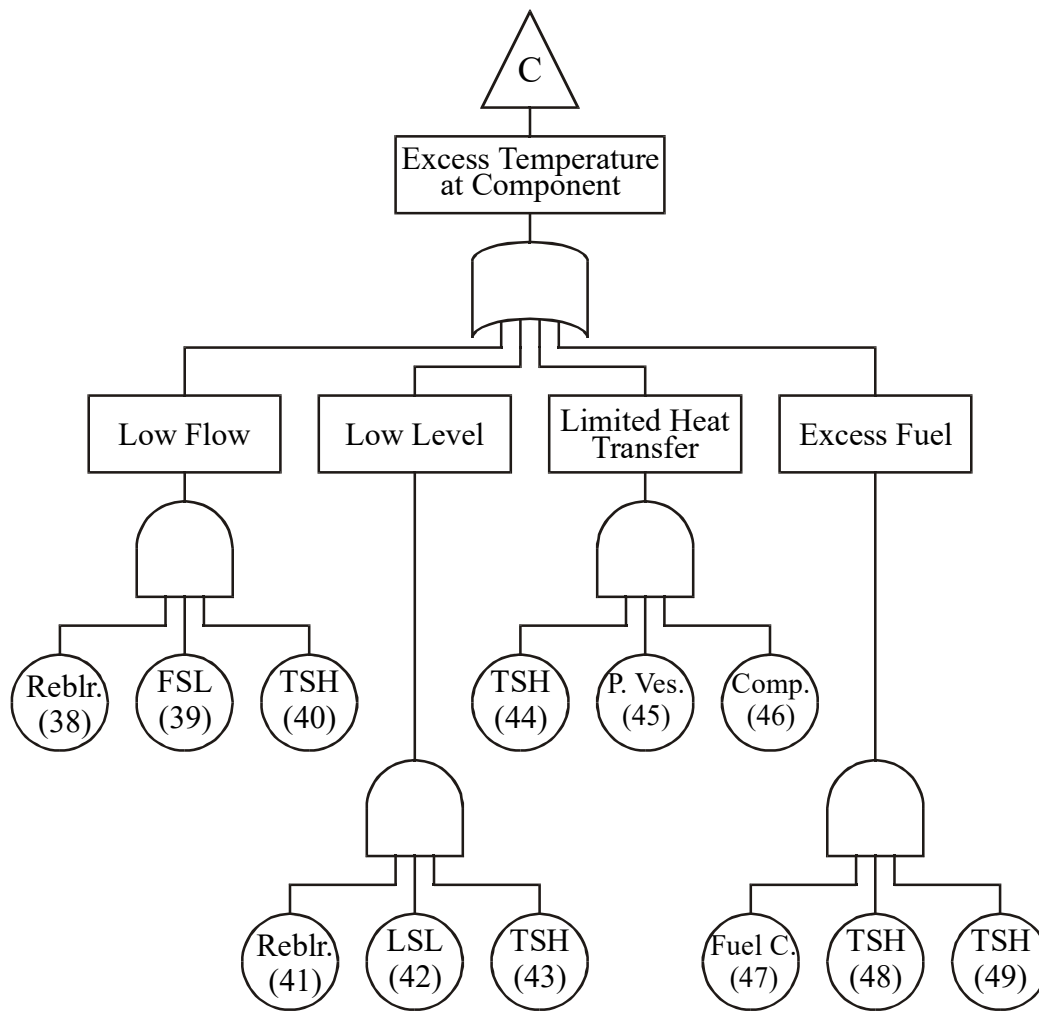 C
Excess Temperature
at Component
Low Flow
Low Level
Limited Heat
Transfer
Excess Fuel
Reblr.
(38)
FSL
(39)
TSH
(40)
TSH
(44)
P. Ves.
(45)
Comp.
(46)
Reblr.
(41)
LSL
(42)
TSH
(43)
Fuel C.
(47)
TSH
(48)
TSH
(49)